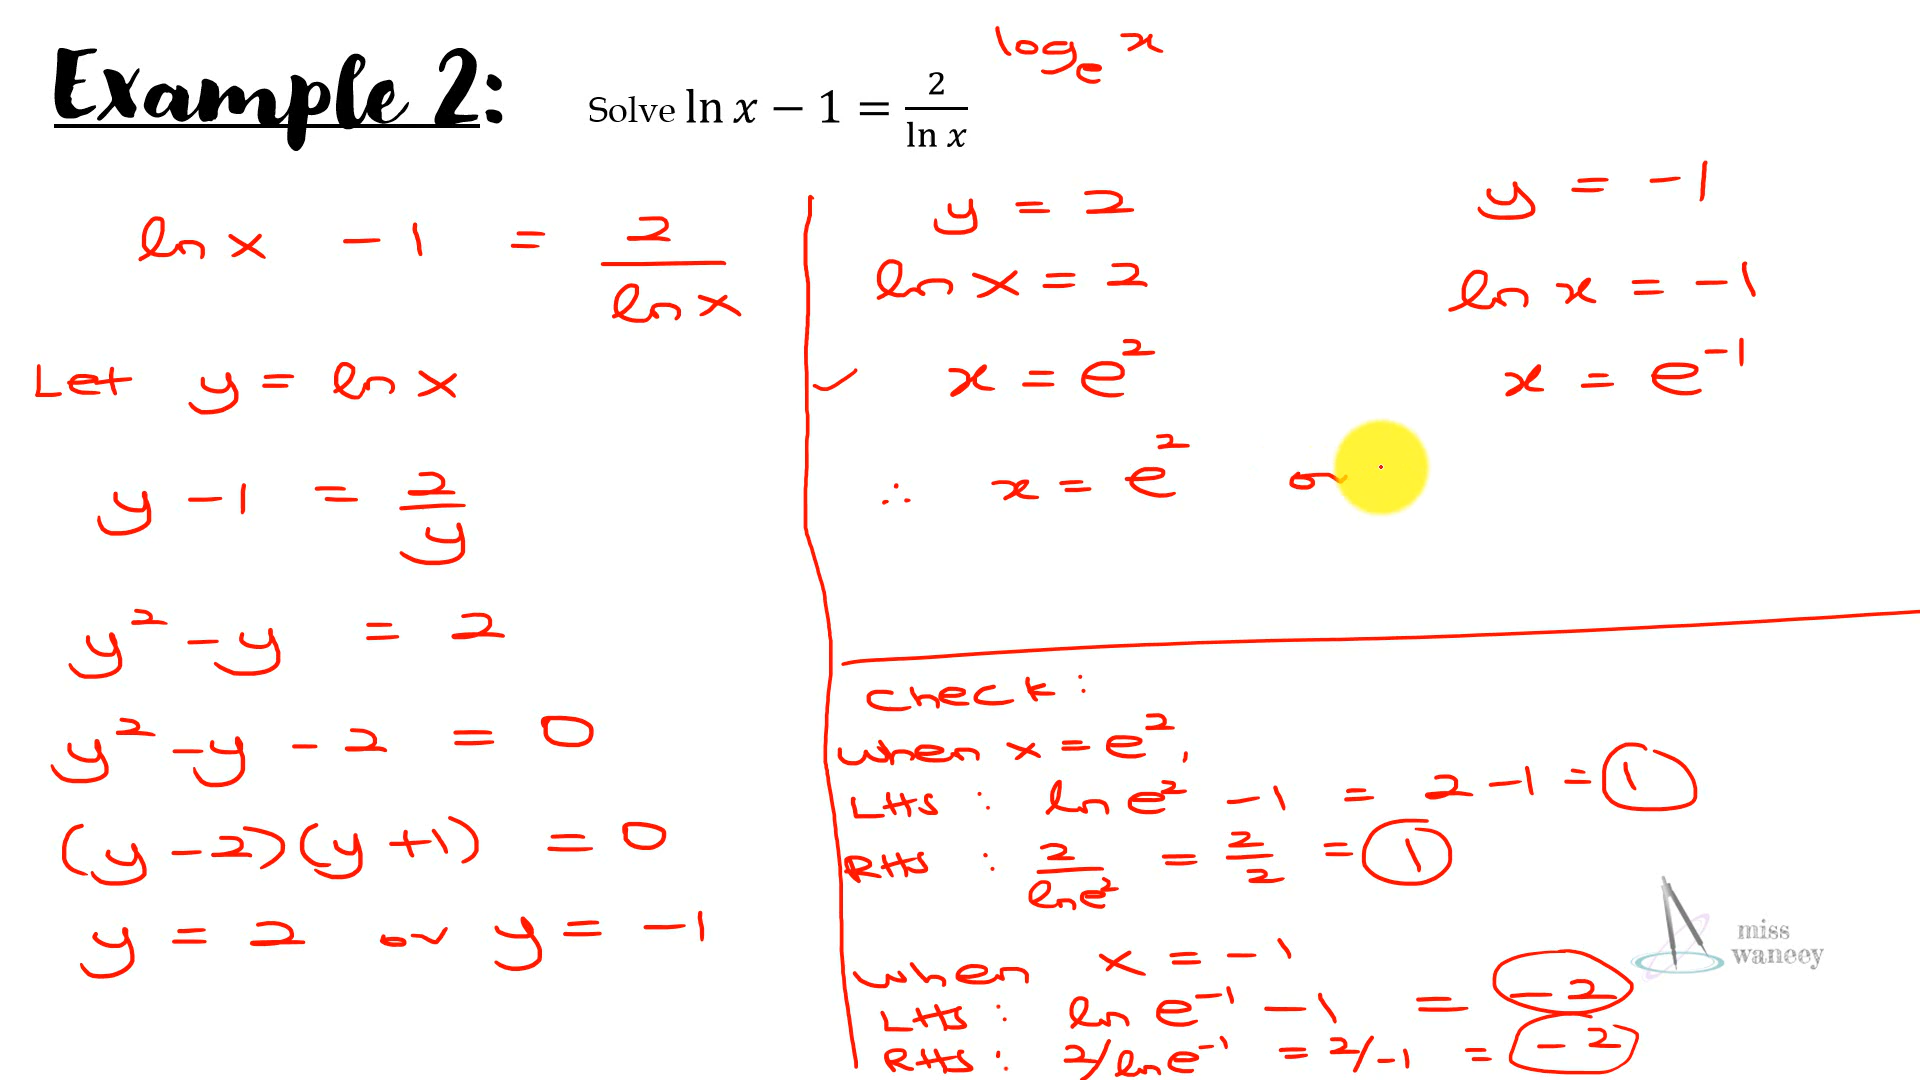 Example 2:
Solve ln x − 1 = 2/ln x
log_e x
ln x - 1 = 2/ln x
Let y = ln x
y - 1 = 2/y
y² - y = 2
y² - y - 2 = 0
(y - 2)(y + 1) = 0
y = 2 or y = -1
y = 2
ln x = 2
x = e²
y = -1
ln x = -1
x = e⁻¹
∴ x = e² or
check:
when x = e²,
LHS : ln e² - 1 = 2 - 1 = 1
RHS : 2/ln e² = 2/2 = 1
when x = -1
LHS : ln e⁻¹ - 1 = -2
RHS : 2/ln e⁻¹ = 2/-1 = -2
miss
waneey